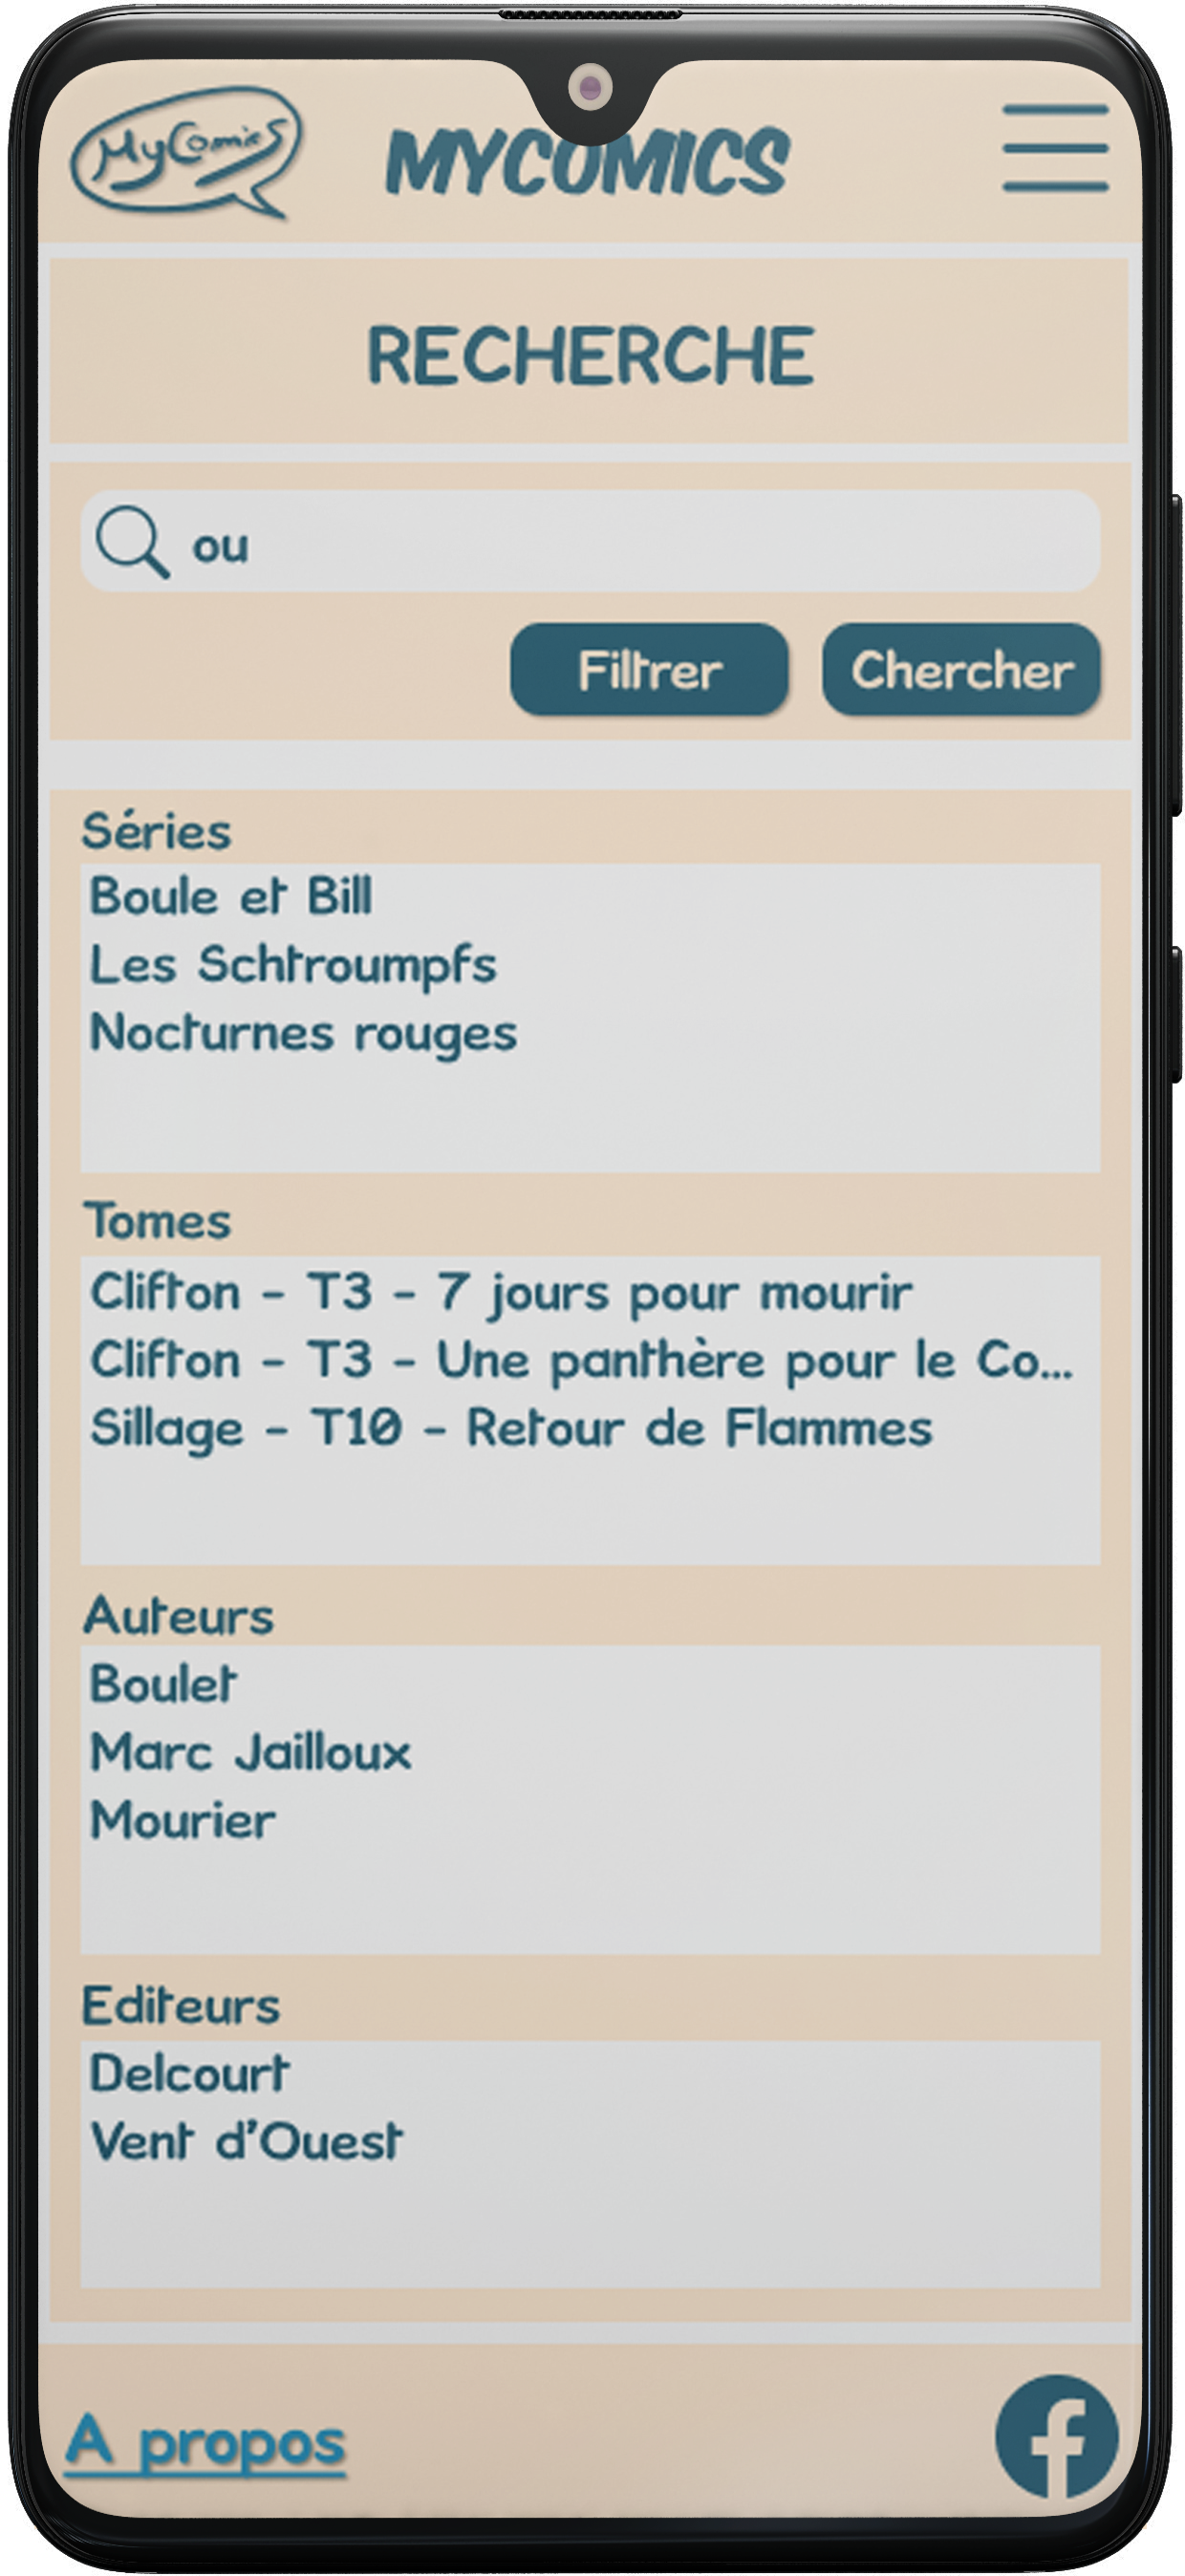 MyComics
MYCOMICS
RECHERCHE
ou
Filtrer
Chercher
Séries
Boule et Bill
Les Schtroumpfs
Nocturnes rouges
Tomes
Clifton - T3 - 7 jours pour mourir
Clifton - T3 - Une panthère pour le Co...
Sillage - T10 - Retour de Flammes
Auteurs
Boulet
Marc Jailloux
Mourier
Editeurs
Delcourt
Vent d'Ouest
A propos